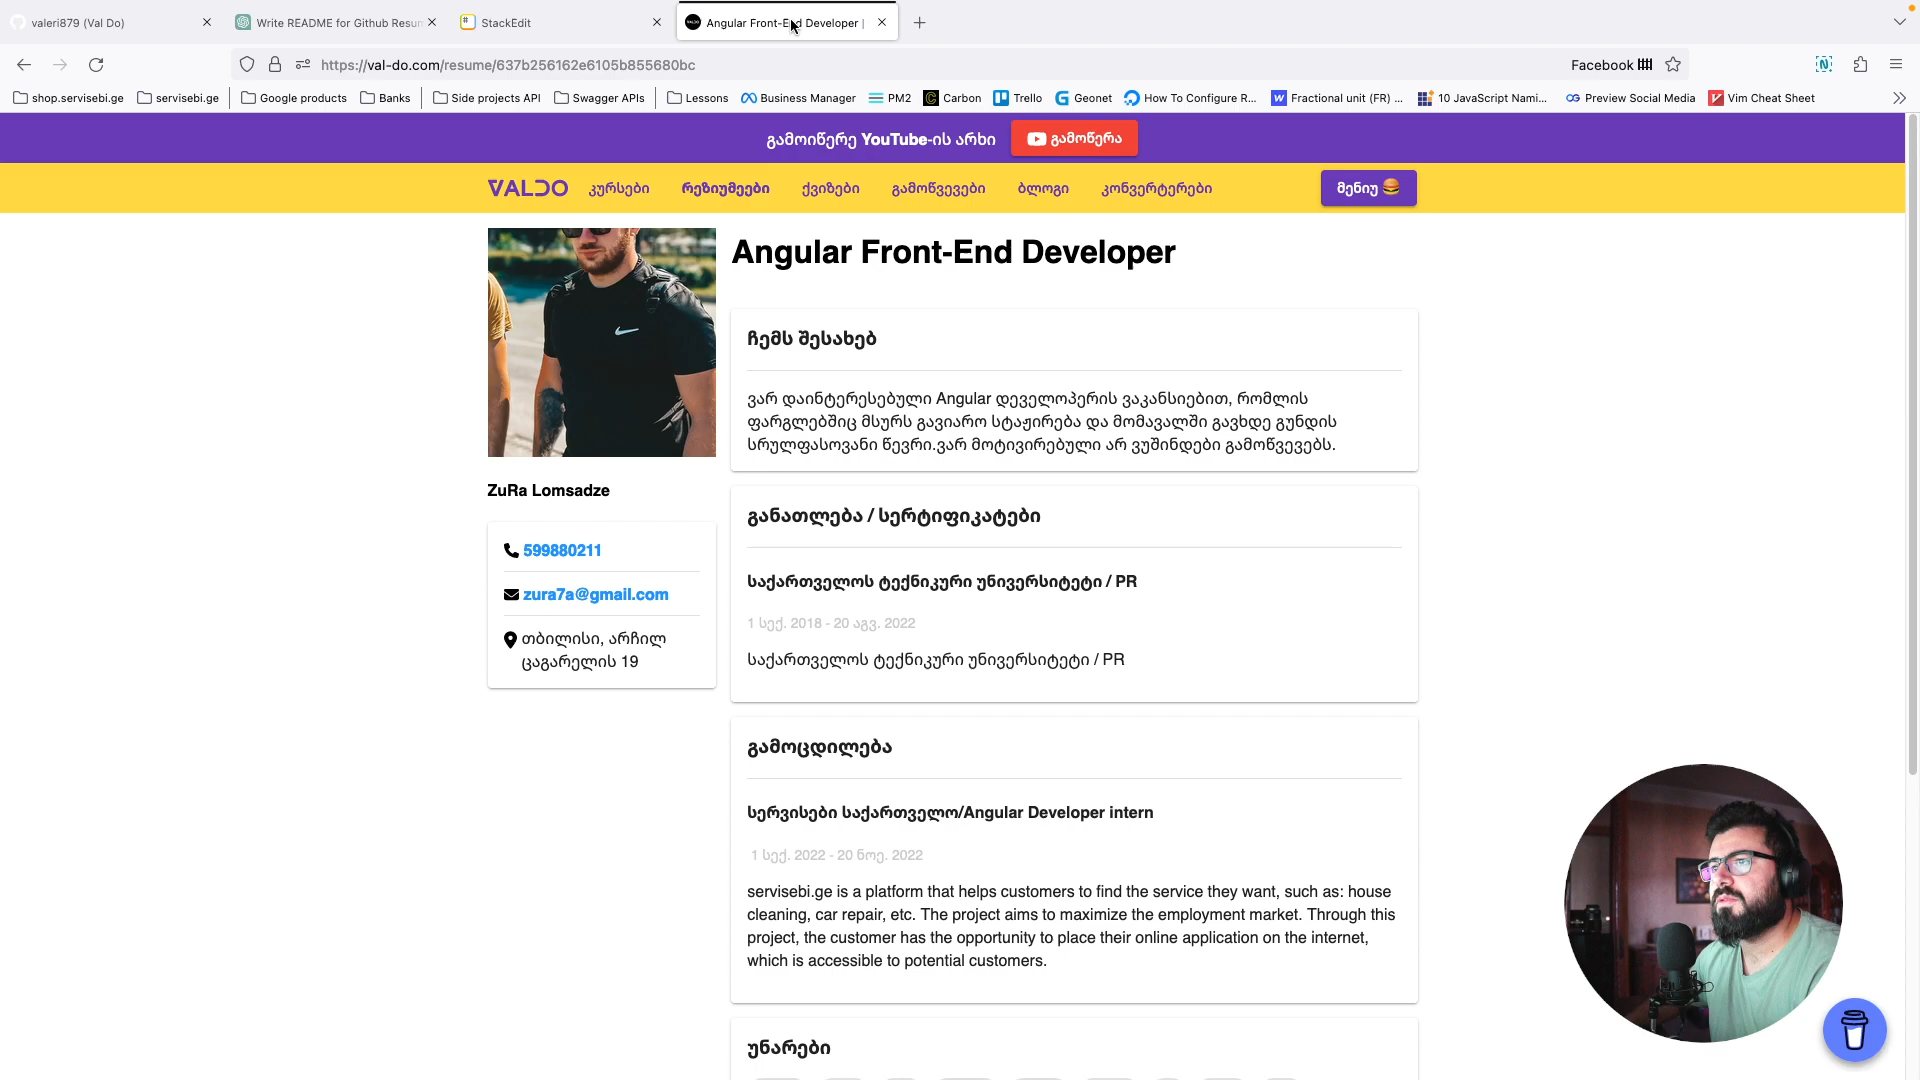 valeri879 (Val Do)
Write README for Github Resum
StackEdit
Angular Front-End Developer |
https://val-do.com/resume/637b256162e6105b855680bc
Facebook
shop.servisebi.ge
servisebi.ge
Google products
Banks
Side projects API
Swagger APIs
Lessons
Business Manager
PM2
Carbon
Trello
Geonet
How To Configure R...
Fractional unit (FR) ...
10 JavaScript Nami...
Preview Social Media
Vim Cheat Sheet
გამოიწერე YouTube-ის არხი
გამოწერა
VALDO
კურსები
რეზიუმეები
ქვიზები
გამოწვევები
ბლოგი
კონვერტერები
მენიუ 🍔
Angular Front-End Developer
ჩემს შესახებ
ვარ დაინტერესებული Angular დეველოპერის ვაკანსიებით, რომლის
ფარგლებშიც მსურს გავიარო სტაჟირება და მომავალში გავხდე გუნდის
სრულფასოვანი წევრი.ვარ მოტივირებული არ ვუშინდები გამოწვევებს.
ZuRa Lomsadze
599880211
zura7a@gmail.com
თბილისი, არჩილ
ცაგარელის 19
განათლება / სერტიფიკატები
საქართველოს ტექნიკური უნივერსიტეტი / PR
1 სექ. 2018 - 20 აგვ. 2022
საქართველოს ტექნიკური უნივერსიტეტი / PR
გამოცდილება
სერვისები საქართველო/Angular Developer intern
1 სექ. 2022 - 20 ნოე. 2022
servisebi.ge is a platform that helps customers to find the service they want, such as: house
cleaning, car repair, etc. The project aims to maximize the employment market. Through this
project, the customer has the opportunity to place their online application on the internet,
which is accessible to potential customers.
უნარები